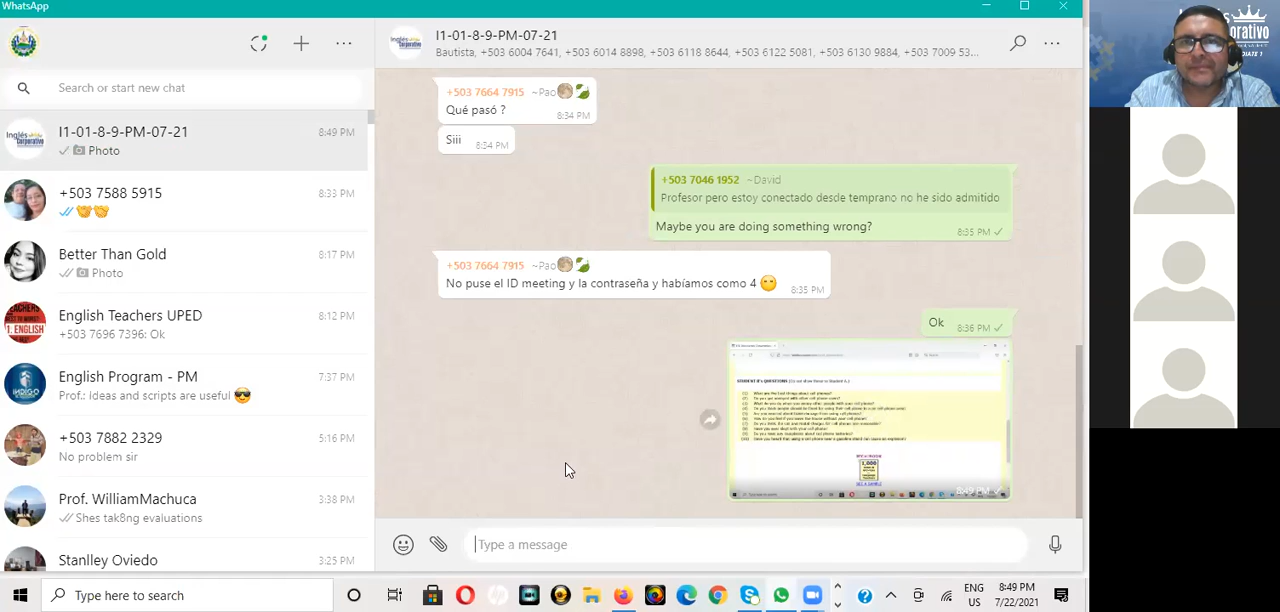 WhatsApp
Search or start new chat
I1-01-8-9-PM-07-21
8:49 PM
Photo
+503 7588 5915
8:33 PM
Better Than Gold
8:17 PM
Photo
English Teachers UPED
8:12 PM
+503 7696 7396: Ok
English Program - PM
7:37 PM
Prof.: Ideas and scripts are useful
+503 7882 2329
5:16 PM
No problem sir
Prof. WilliamMachuca
3:38 PM
Shes tak8ng evaluations
Stanlley Oviedo
3:25 PM
I1-01-8-9-PM-07-21
Bautista, +503 6004 7641, +503 6014 8898, +503 6118 8644, +503 6122 5081, +503 6130 9884, +503 7009 53...
+503 7664 7915 ~Pao
Qué pasó ?
8:34 PM
Siii
8:34 PM
+503 7046 1952 ~David
Profesor pero estoy conectado desde temprano no he sido admitido
Maybe you are doing something wrong?
8:35 PM
+503 7664 7915 ~Pao
No puse el ID meeting y la contraseña y habíamos como 4
8:35 PM
Ok
8:36 PM
8:49 PM
Type a message
Type here to search
ENG
US
8:49 PM
7/22/2021